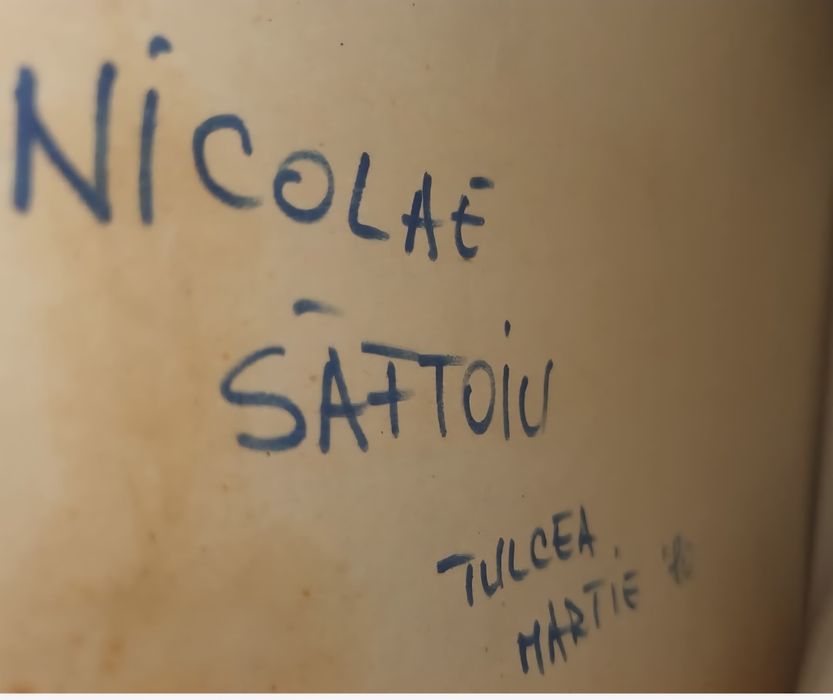 NICOLAE
SĂTTOIU
TULCEA.
MARTIE